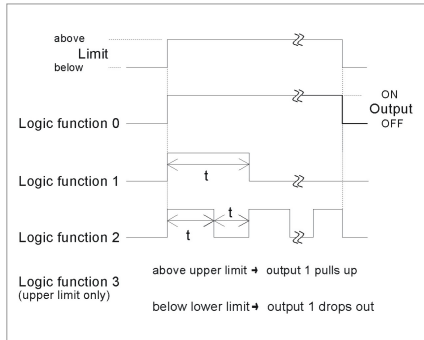 above
Limit
below
ON
Output
OFF
Logic function 0
Logic function 1
t
Logic function 2
t
t
Logic function 3
(upper limit only)
above upper limit ➔ output 1 pulls up
below lower limit ➔ output 1 drops out